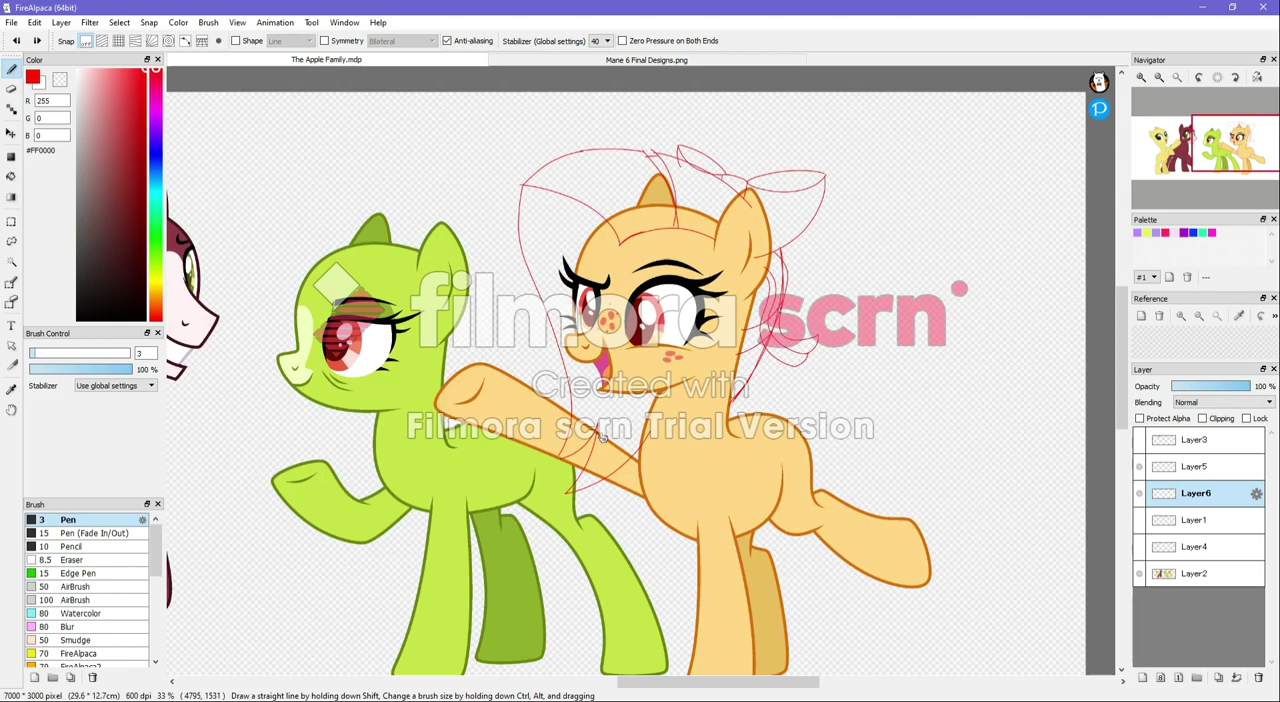 FireAlpaca (64bit)
File Edit Layer Filter Select Snap Color Brush View Animation Tool Window Help
Snap OFF Shape Line Symmetry Bilateral Anti-aliasing Stabilizer (Global settings) 40 Zero Pressure on Both Ends
Color
The Apple Family.mdp
Mane 6 Final Designs.png
Navigator
R 255
G 0
B 0
#FF0000
P
Palette
#1 ---
Reference
Brush Control
3
100 %
Stabilizer Use global settings
filmora scrn
Created with
Filmora scrn Trial Version
Layer
Opacity 100 %
Blending Normal
Protect Alpha Clipping Lock
Layer3
Layer5
Layer6
Layer1
Layer4
Layer2
Brush
3 Pen
15 Pen (Fade In/Out)
10 Pencil
8.5 Eraser
15 Edge Pen
50 AirBrush
100 AirBrush
80 Watercolor
80 Blur
50 Smudge
70 FireAlpaca
70 FireAlpaca2
7000 * 3000 pixel (29.6 * 12.7cm) 600 dpi 33 % ( 4795, 1531 ) Draw a straight line by holding down Shift, Change a brush size by holding down Ctrl, Alt, and dragging